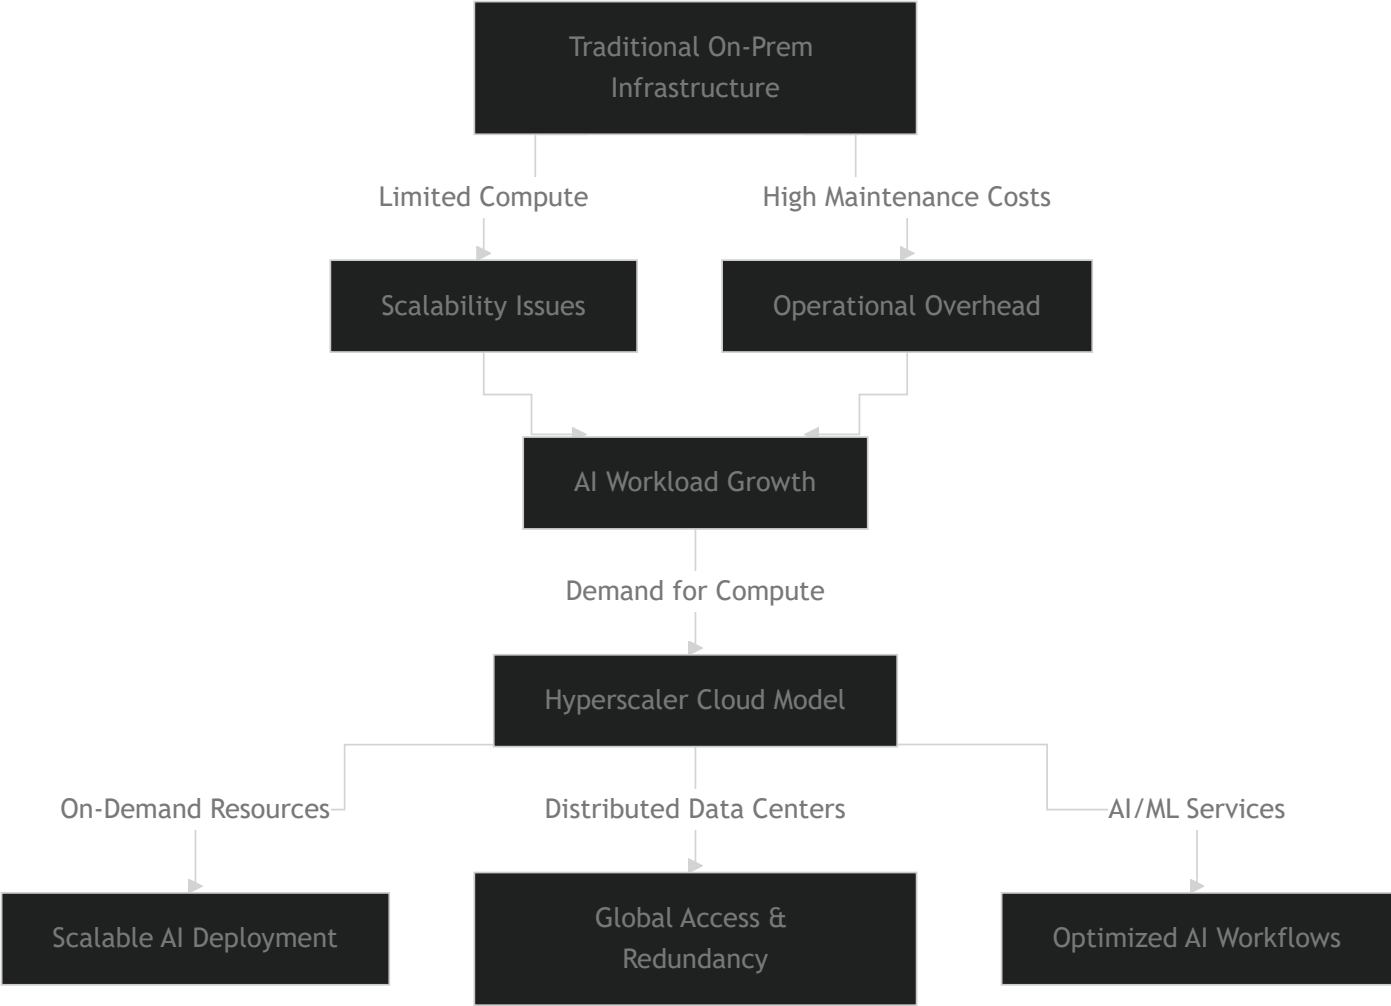 Traditional On-Prem
Infrastructure
Limited Compute
High Maintenance Costs
Scalability Issues
Operational Overhead
AI Workload Growth
Demand for Compute
Hyperscaler Cloud Model
On-Demand Resources
Distributed Data Centers
AI/ML Services
Scalable AI Deployment
Global Access &
Redundancy
Optimized AI Workflows